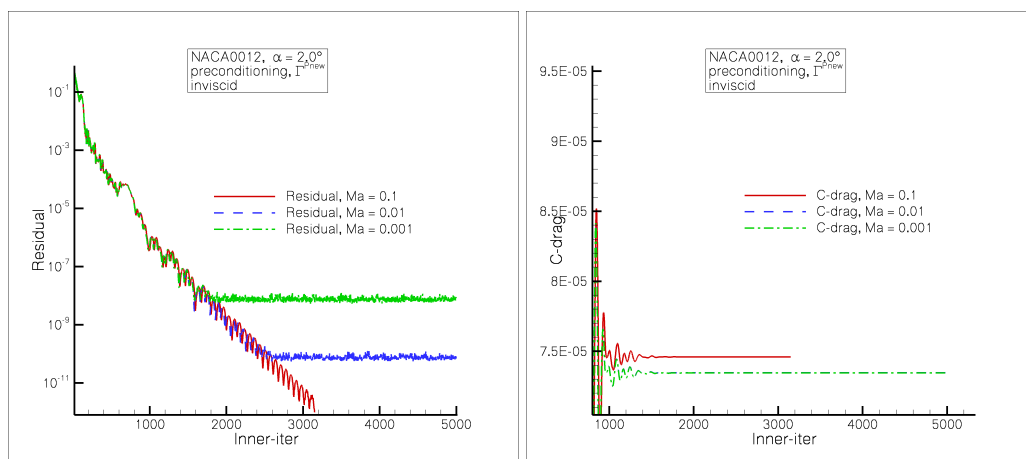 NACA0012, α = 2.0°
preconditioning, Γ^Pnew
inviscid
10^-1
10^-3
10^-5
10^-7
10^-9
10^-11
Residual
Residual, Ma = 0.1
Residual, Ma = 0.01
Residual, Ma = 0.001
1000 2000 3000 4000 5000
Inner-iter
NACA0012, α = 2.0°
preconditioning, Γ^Pnew
inviscid
9.5E-05
9E-05
8.5E-05
8E-05
7.5E-05
C-drag
C-drag, Ma = 0.1
C-drag, Ma = 0.01
C-drag, Ma = 0.001
1000 2000 3000 4000 5000
Inner-iter